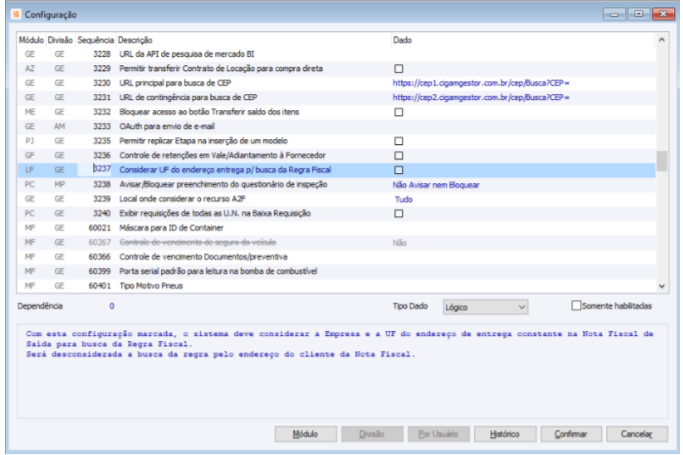 Configuração
Módulo Divisão Sequência Descrição Dado
GE GE 3228 URL da API de pesquisa de mercado BI
AZ GE 3229 Permitir transferir Contrato de Locação para compra direta
GE GE 3230 URL principal para busca de CEP https://cep1.cigamgestor.com.br/cep/Busca?CEP=
GE GE 3231 URL de contingência para busca de CEP https://cep2.cigamgestor.com.br/cep/Busca?CEP=
ME GE 3232 Bloquear acesso ao botão Transferir saldo dos itens
GE AM 3233 OAuth para envio de e-mail
PJ GE 3235 Permitir replicar Etapa na inserção de um modelo
GF GE 3236 Controle de retenções em Vale/Adiantamento à Fornecedor
LF GE 3237 Considerar UF do endereço entrega p/ busca da Regra Fiscal
PC MP 3238 Avisar/Bloquear preenchimento do questionário de inspeção Não Avisar nem Bloquear
GE GE 3239 Local onde considerar o recurso A2F Tudo
PC GE 3240 Exibir requisições de todas as U.N. na Baixa Requisição
MF GE 60021 Máscara para ID de Container
MF GE 60267 Controle de vencimento de seguro do veículo Não
MF GE 60366 Controle de vencimento Documentos/preventiva
MF GE 60399 Porta serial padrão para leitura na bomba de combustível
MF GE 60401 Tipo Motivo Pneus
Dependência 0 Tipo Dado Lógico Somente habilitadas
Com esta configuração marcada, o sistema deve considerar a Empresa e a UF do endereço de entrega constante na Nota Fiscal de
Saída para busca da Regra Fiscal.
Será desconsiderada a busca da regra pelo endereço do cliente da Nota Fiscal.
Módulo Divisão Por Usuário Histórico Confirmar Cancelar